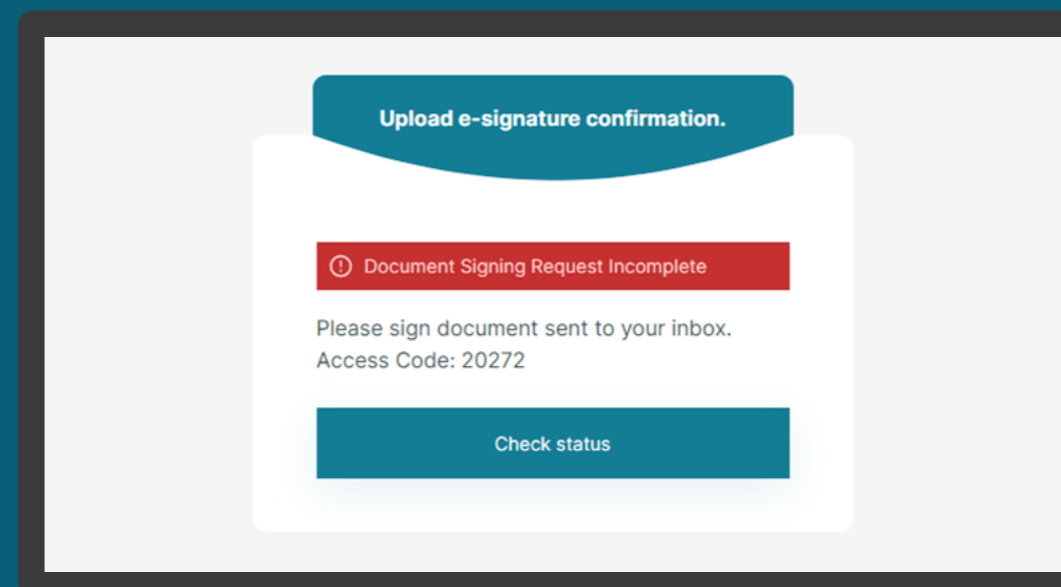 Upload e-signature confirmation.
Document Signing Request Incomplete
Please sign document sent to your inbox.
Access Code: 20272
Check status